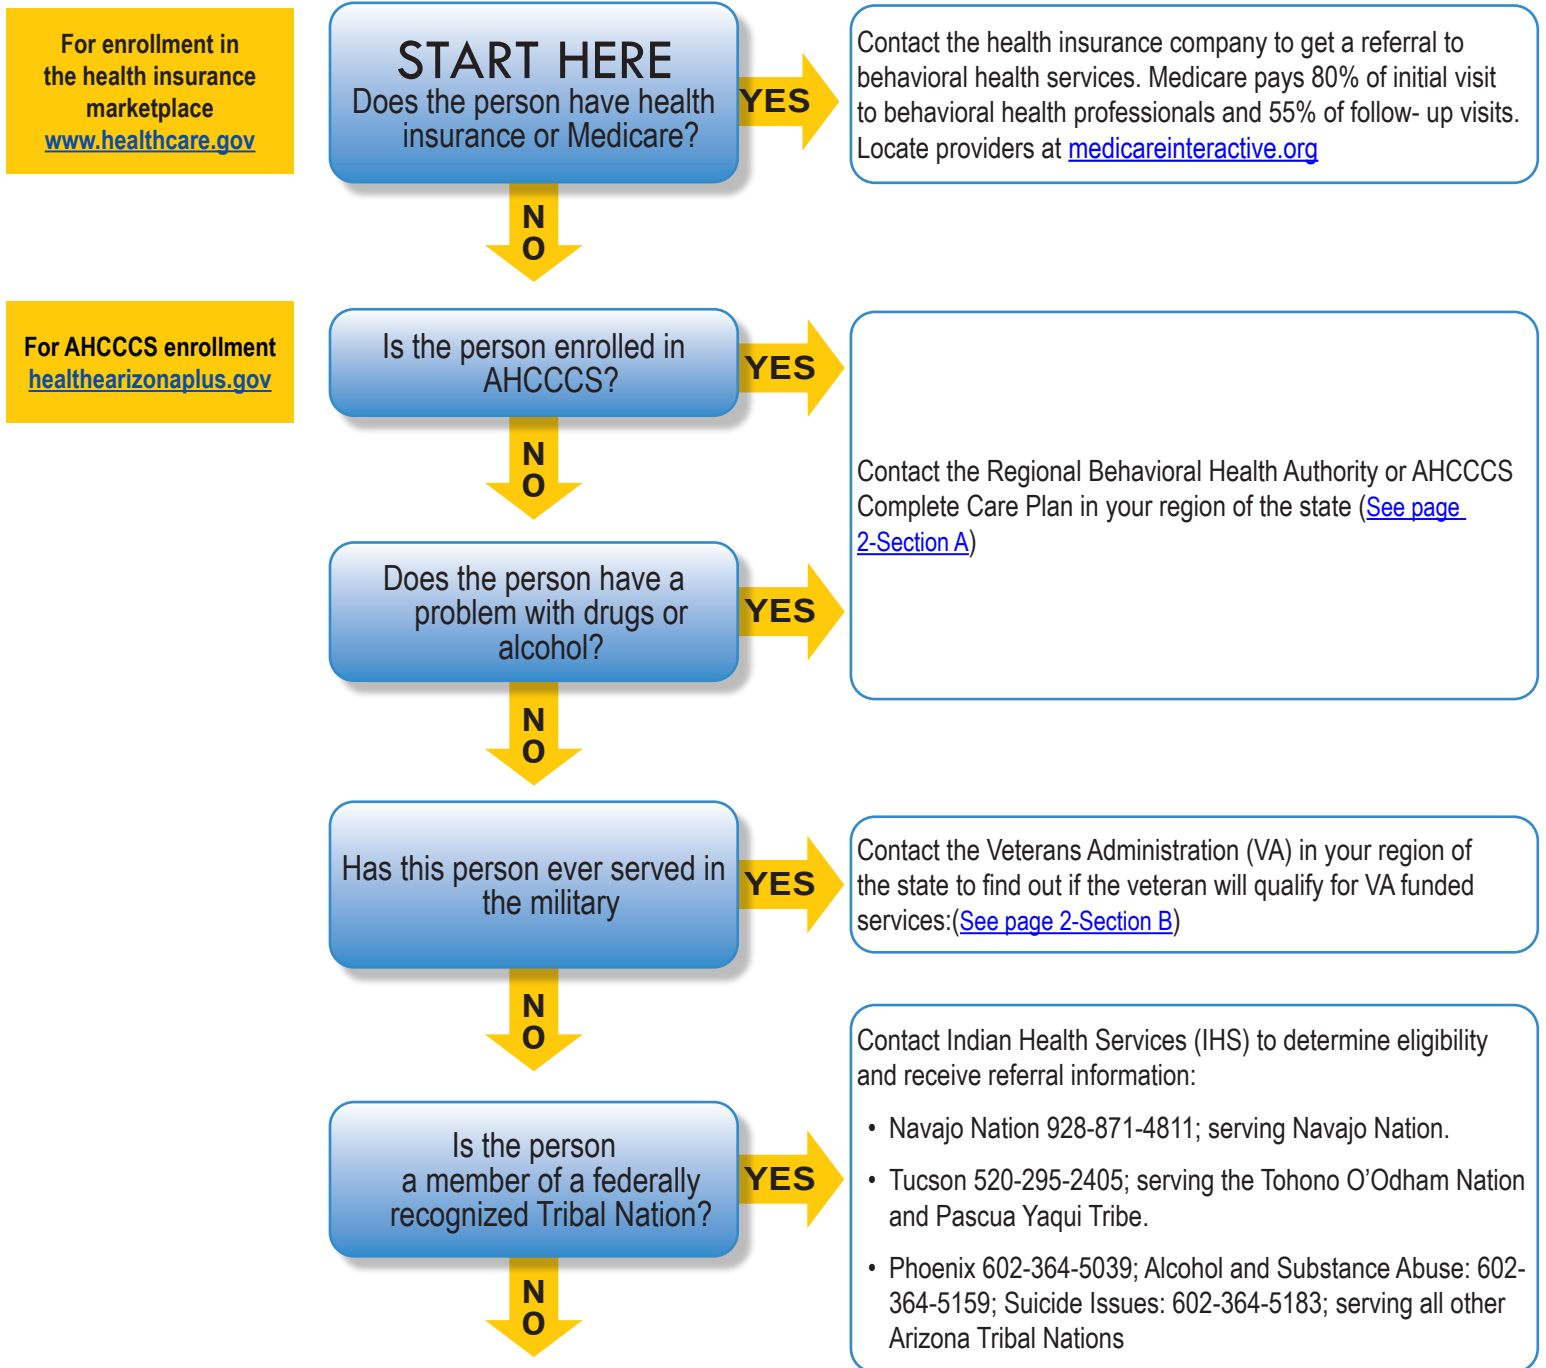 For enrollment in
the health insurance
marketplace
www.healthcare.gov
START HERE
Does the person have health
insurance or Medicare?
YES
Contact the health insurance company to get a referral to
behavioral health services. Medicare pays 80% of initial visit
to behavioral health professionals and 55% of follow- up visits.
Locate providers at medicareinteractive.org
N
O
For AHCCCS enrollment
healthearizonaplus.gov
Is the person enrolled in
AHCCCS?
YES
Contact the Regional Behavioral Health Authority or AHCCCS
Complete Care Plan in your region of the state (See page
2-Section A)
N
O
Does the person have a
problem with drugs or
alcohol?
YES
N
O
Has this person ever served in
the military
YES
Contact the Veterans Administration (VA) in your region of
the state to find out if the veteran will qualify for VA funded
services:(See page 2-Section B)
N
O
Is the person
a member of a federally
recognized Tribal Nation?
YES
Contact Indian Health Services (IHS) to determine eligibility
and receive referral information:
• Navajo Nation 928-871-4811; serving Navajo Nation.
• Tucson 520-295-2405; serving the Tohono O’Odham Nation
and Pascua Yaqui Tribe.
• Phoenix 602-364-5039; Alcohol and Substance Abuse: 602-
364-5159; Suicide Issues: 602-364-5183; serving all other
Arizona Tribal Nations
N
O